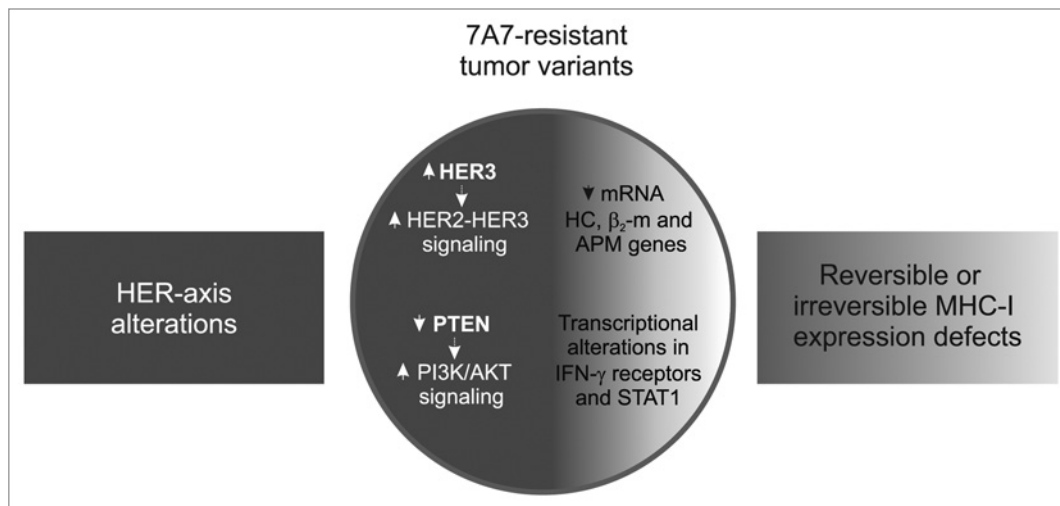 7A7-resistant
tumor variants
HER-axis
alterations
↑ HER3
↓
↑ HER2-HER3
signaling
↓ PTEN
↓
↑ PI3K/AKT
signaling
↓ mRNA
HC, β₂-m and
APM genes
Transcriptional
alterations in
IFN-γ receptors
and STAT1
Reversible or
irreversible MHC-I
expression defects